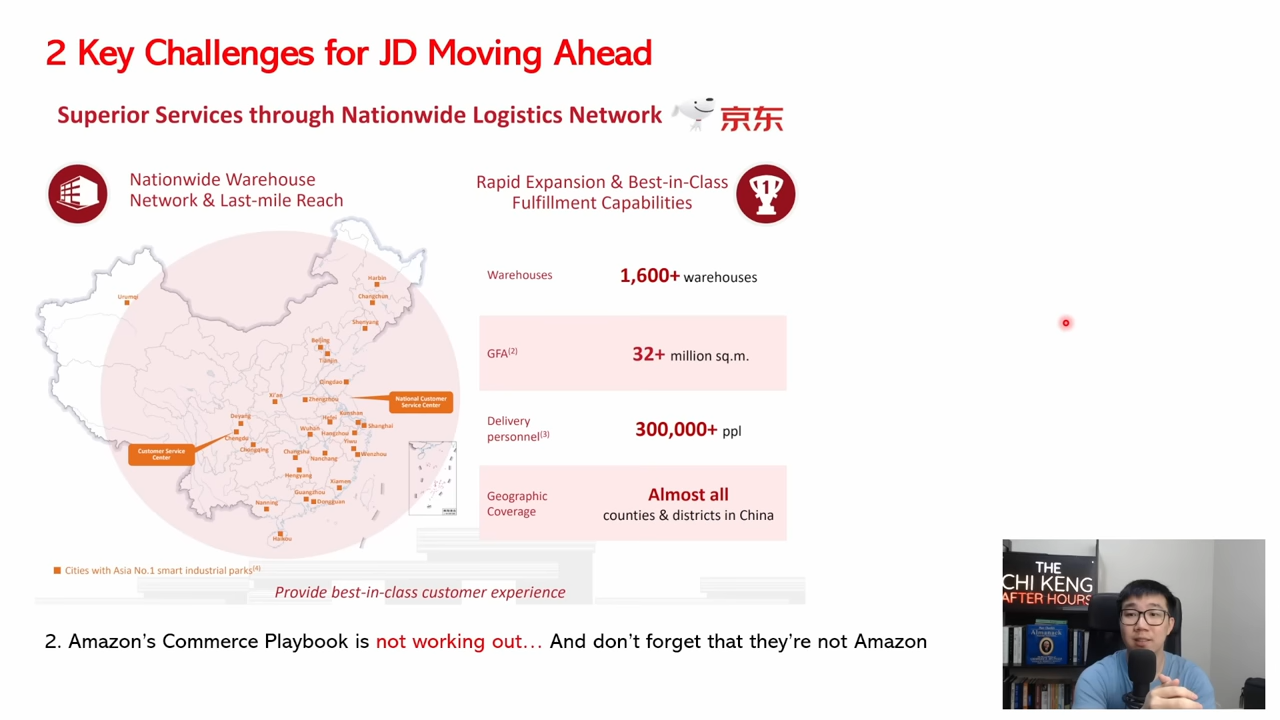 2 Key Challenges for JD Moving Ahead
Superior Services through Nationwide Logistics Network
京东
Nationwide Warehouse
Network & Last-mile Reach
Harbin
Changchun
Urumqi
Shenyang
Beijing
Tianjin
Qingdao
Xi'an
Zhengzhou
National Customer
Service Center
Deyang
Kunshan
Hefei
Shanghai
Wuhan
Hangzhou
Chengdu
Yiwu
Customer Service
Center
Chongqing
Changsha
Nanchang
Wenzhou
Hengyang
Xiamen
Guangzhou
Nanning
Dongguan
Haikou
Cities with Asia No.1 smart industrial parks(4)
Rapid Expansion & Best-in-Class
Fulfillment Capabilities
1
Warehouses
1,600+ warehouses
GFA(2)
32+ million sq.m.
Delivery
personnel(3)
300,000+ ppl
Geographic
Coverage
Almost all
counties & districts in China
Provide best-in-class customer experience
2. Amazon's Commerce Playbook is not working out… And don't forget that they're not Amazon
THE
CHI KENG
AFTER HOURS
Almanack